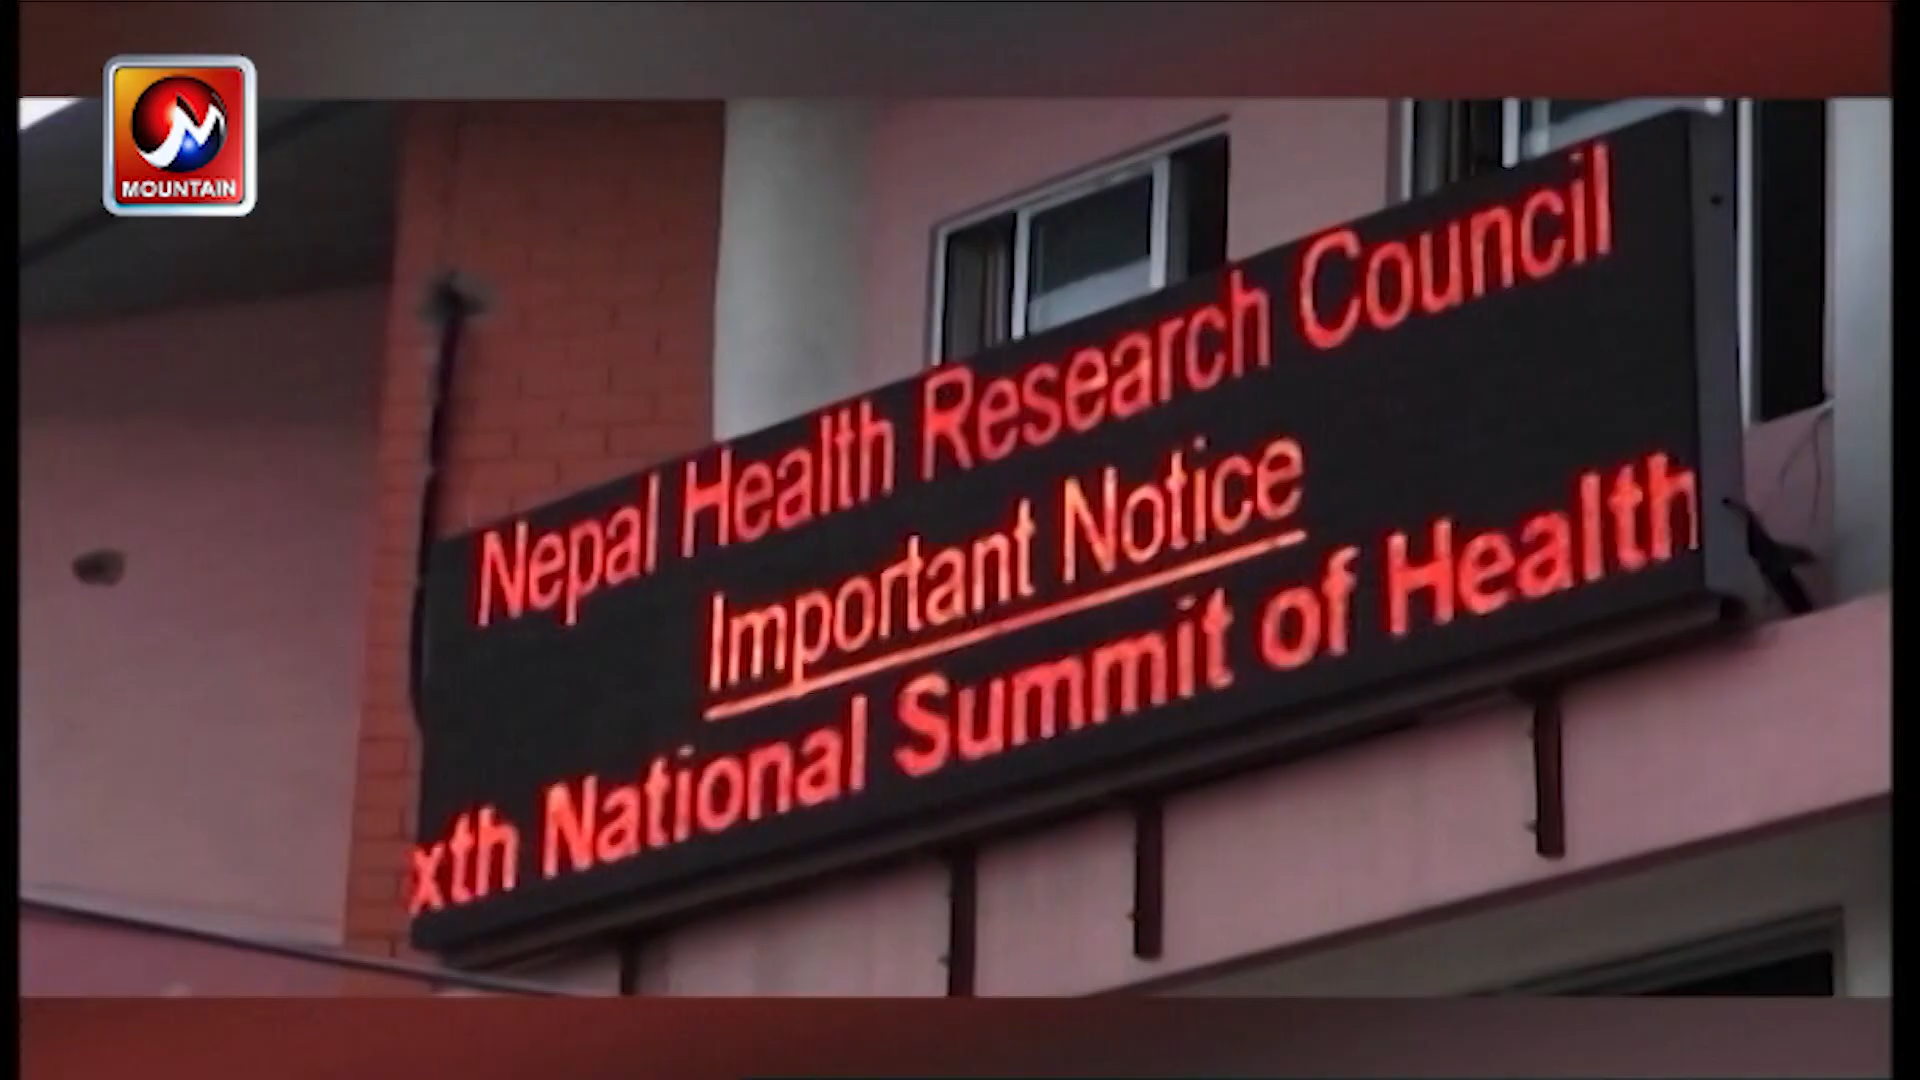 MOUNTAIN
Nepal Health Research Council
Important Notice
xth National Summit of Health